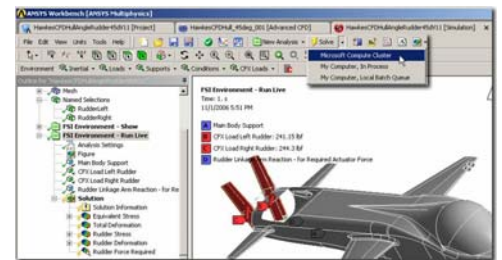 ANSYS Workbench [ANSYS Multiphysics]
HawkesCFDHullAngleRudder45dV11 [Project]
HawkesCFDHull_45deg_001 [Advanced CFD]
HawkesCFDHullAngleRudder45dV11 [Simulation]
File Edit View Units Tools Help
New Analysis
Solve
Microsoft Compute Cluster
My Computer, In Process
My Computer, Local Batch Queue
Environment Inertial Loads Supports Conditions CFX Loads
Mesh
Named Selections
RudderLeft
RudderRight
FSI Environment - Show
FSI Environment - Run Live
Analysis Settings
Figure
Main Body Support
CFX Load Left Rudder
CFX Load Right Rudder
Rudder Linkage Arm Reaction - for Re
Solution
Solution Information
Equivalent Stress
Total Deformation
Rudder Stress
Rudder Deformation
Rudder Force Required
FSI Environment - Run Live
Time: 1. s
11/1/2006 5:51 PM
A Main Body Support
B CFX Load Left Rudder: 241.15 lbf
C CFX Load Right Rudder: 244.3 lbf
D Rudder Linkage Arm Reaction - for Required Actuator Force